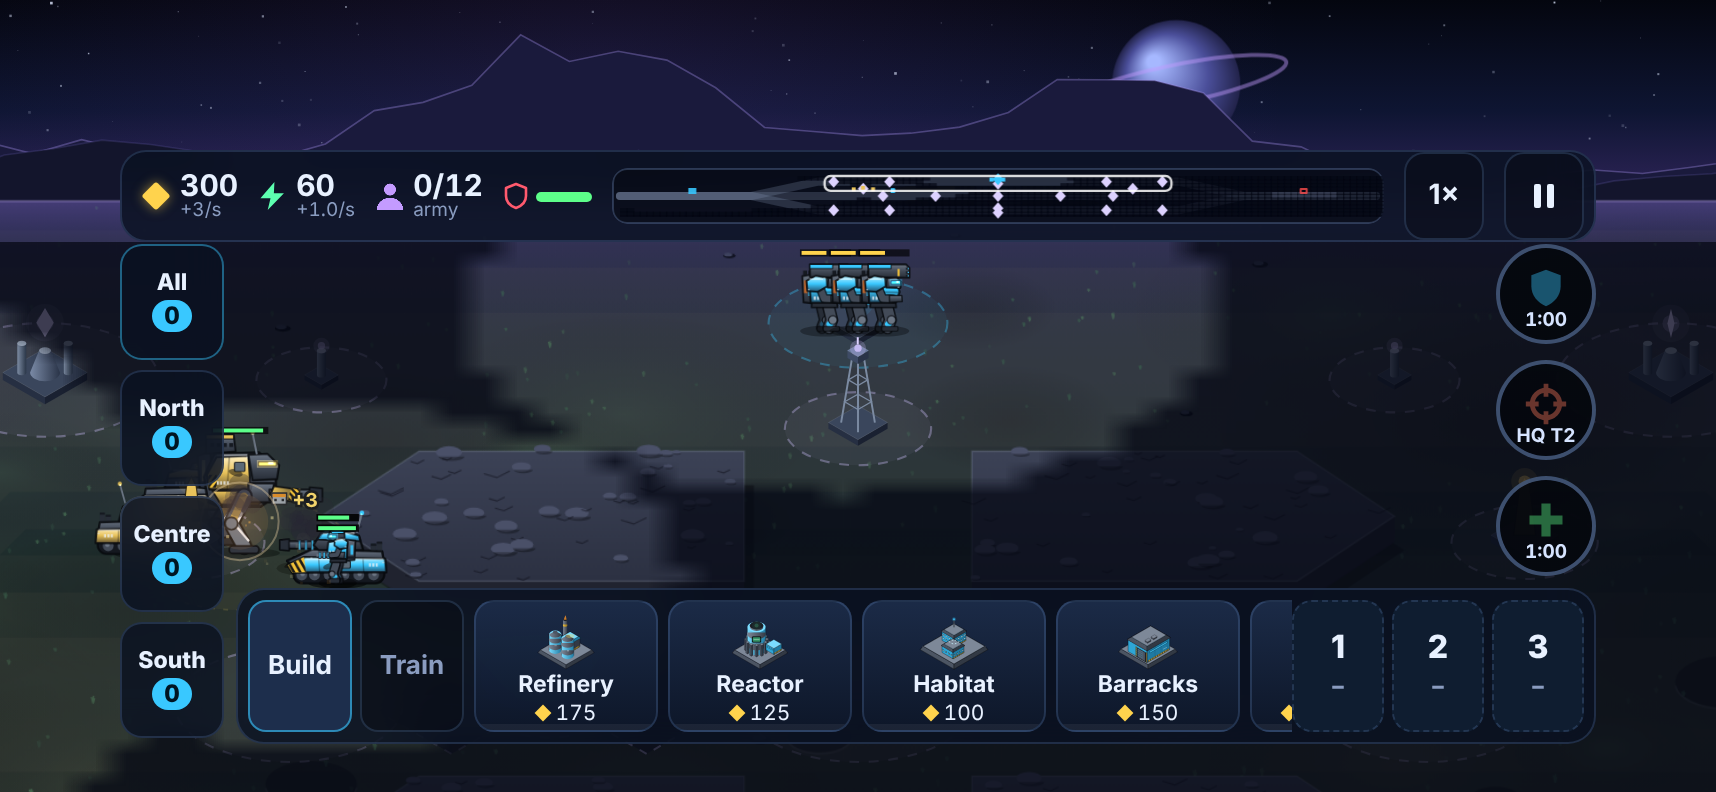 300
+3/s
60
+1.0/s
0/12
army
1×
All
0
North
0
Centre
0
South
0
+3
1:00
HQ T2
1:00
Build
Train
Refinery
175
Reactor
125
Habitat
100
Barracks
150
1
–
2
–
3
–